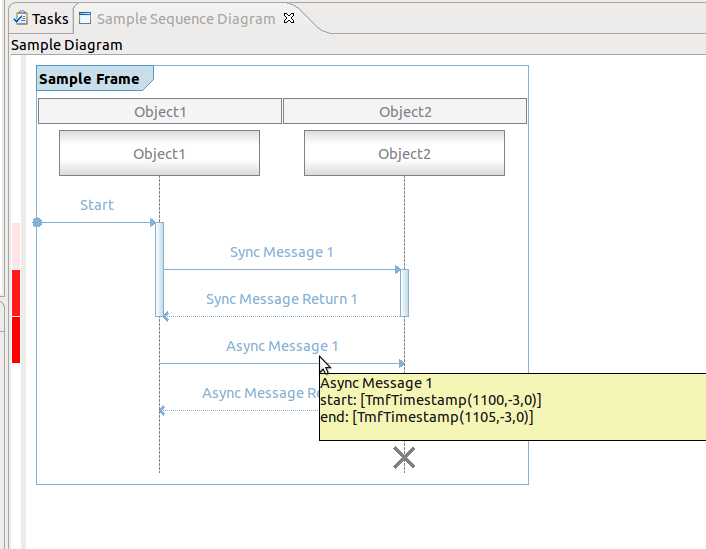 Tasks
Sample Sequence Diagram
Sample Diagram
Sample Frame
Object1
Object2
Object1
Object2
Start
Sync Message 1
Sync Message Return 1
Async Message 1
Async Message
Async Message 1
start: [TmfTimestamp(1100,-3,0)]
end: [TmfTimestamp(1105,-3,0)]